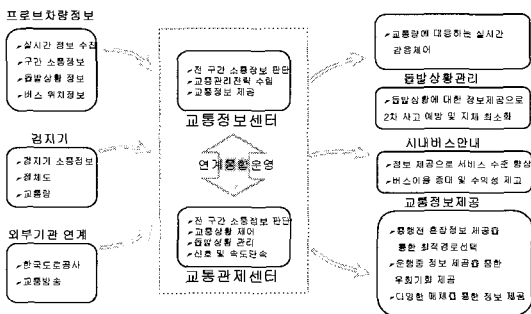 프로브차량정보
➢실시간 정보 수집
➢구간 소통정보
➢돌발상황 정보
➢버스 위치정보
검지기
➢검지기 소통정보
➢정체도
➢교통량
외부기관 연계
➢한국도로공사
➢교통방송
➢전 구간 소통정보 판단
➢교통관리전략 수립
➢교통정보 제공
교통정보센터
연계통합운영
➢전 구간 소통정보 판단
➢교통상황 제어
➢돌발상황 관리
➢신호 및 속도단속
교통관제센터
➢교통량에 대응하는 실시간
감응제어
돌발상황관리
➢돌발상황에 대한 정보제공으로
2차 사고 예방 및 지체 최소화
시내버스안내
➢정보 제공으로 서비스 수준 향상
➢버스이용 증대 및 수익성 제고
교통정보제공
➢통행전 혼잡정보 제공을
통한 최적경로선택
➢운행중 정보 제공을 통한
우회기회 제공
➢다양한 매체를 통한 정보 제공